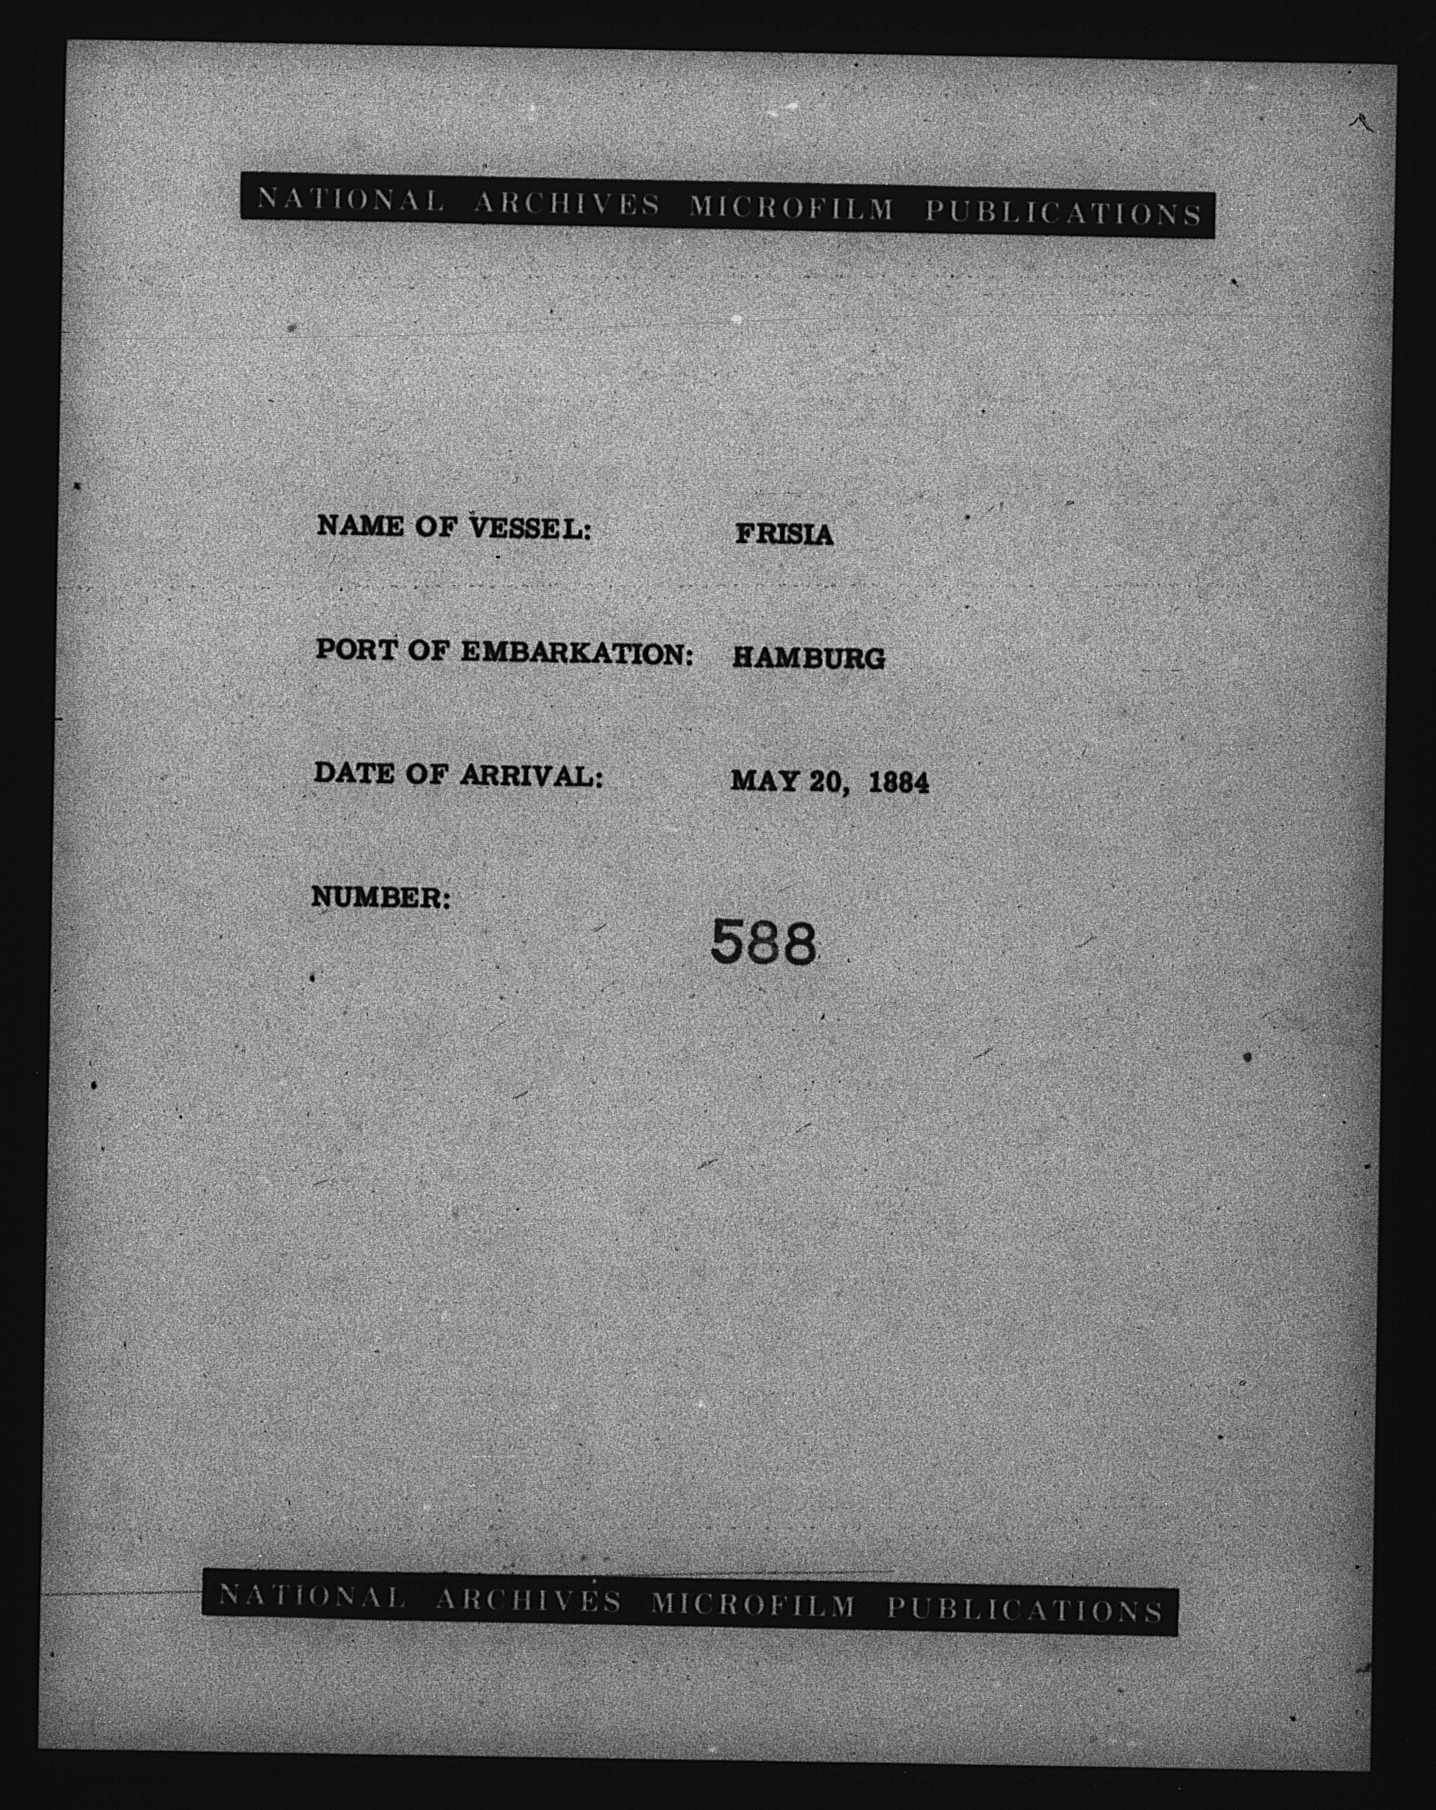 NATIONAL ARCHIVES MICROFILM PUBLICATIONS
NAME OF VESSEL: FRISIA
PORT OF EMBARKATION: HAMBURG
DATE OF ARRIVAL: MAY 20, 1884
NUMBER:
588
NATIONAL ARCHIVES MICROFILM PUBLICATIONS